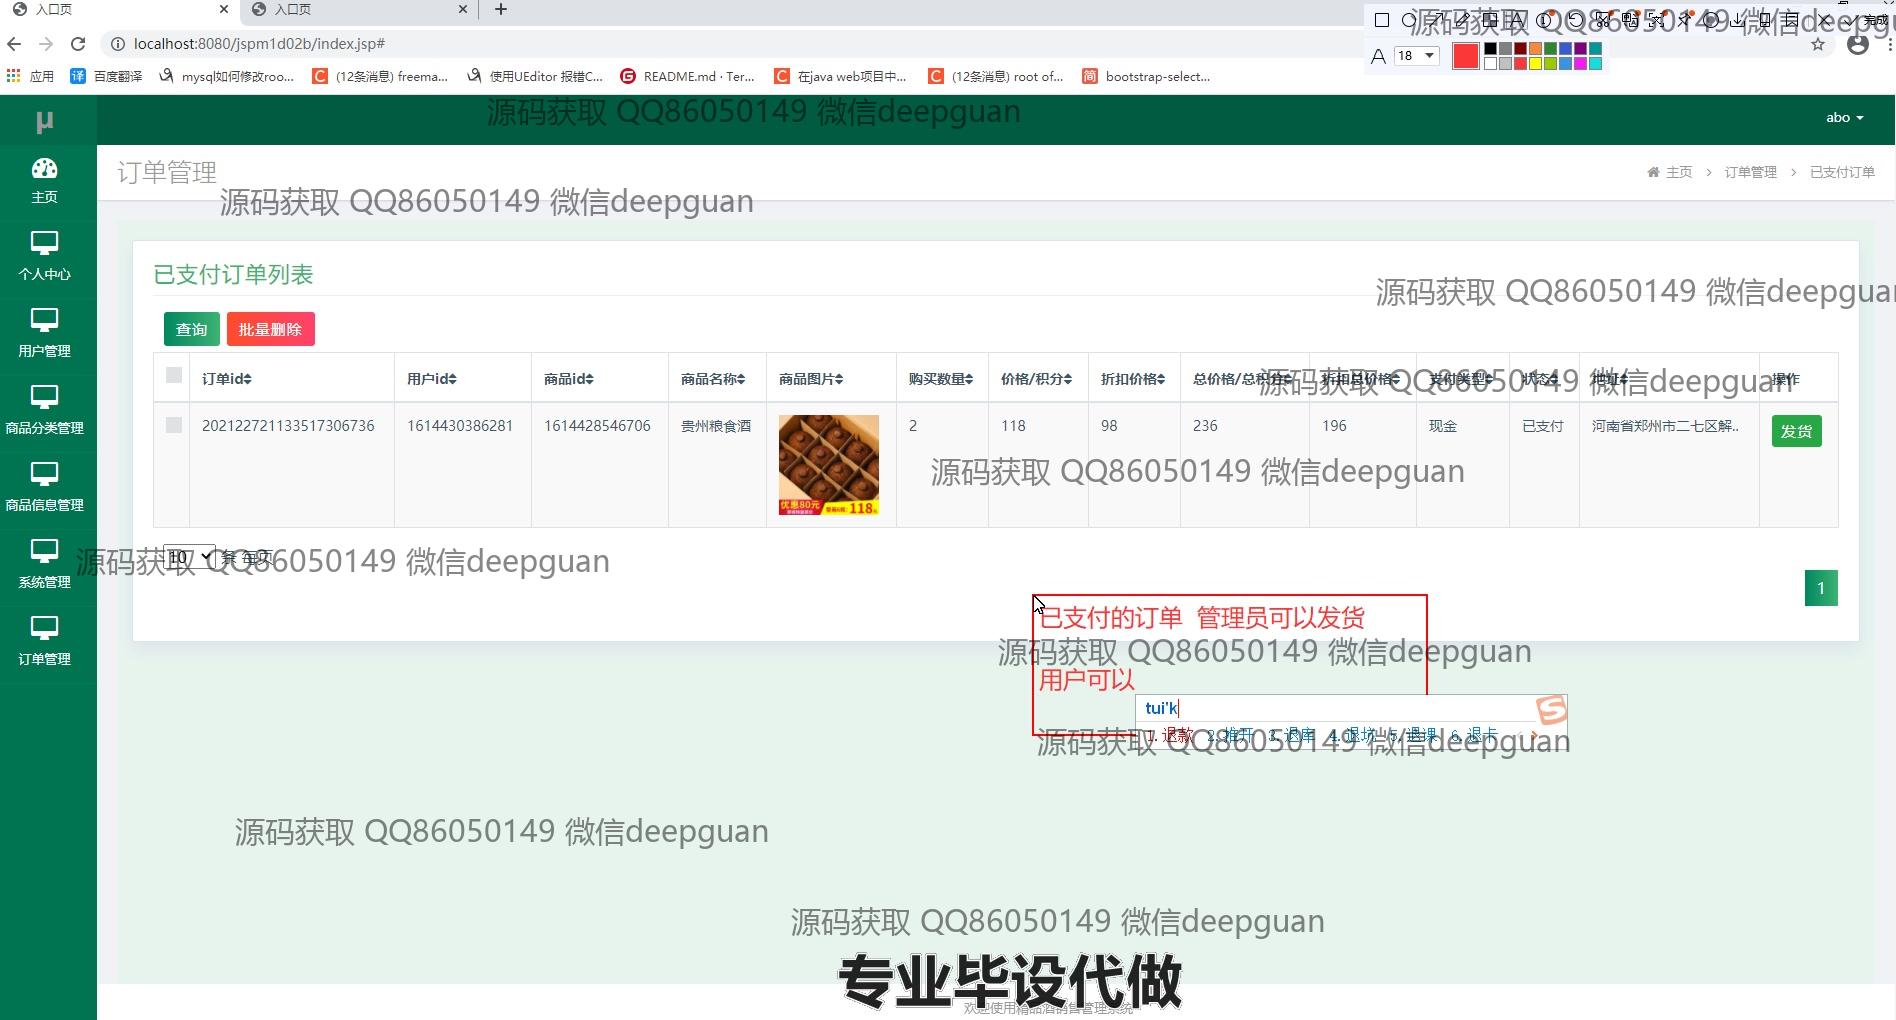 入口页
入口页
localhost:8080/jspm1d02b/index.jsp#
完成
18
应用
百度翻译
mysql如何修改roo...
(12条消息) freema...
使用UEditor 报错C...
README.md · Ter...
在java web项目中...
(12条消息) root of...
bootstrap-select...
源码获取 QQ86050149 微信deepguan
源码获取 QQ86050149 微信deepguan
μ
abo
订单管理
主页 > 订单管理 > 已支付订单
源码获取 QQ86050149 微信deepguan
主页
个人中心
用户管理
商品分类管理
商品信息管理
系统管理
订单管理
已支付订单列表
源码获取 QQ86050149 微信deepguan
查询 批量删除
订单id 用户id 商品id 商品名称 商品图片 购买数量 价格/积分 折扣价格 总价格/总积分 折扣总价格 支付类型 状态 地址 操作
源码获取 QQ86050149 微信deepguan
202122721133517306736 1614430386281 1614428546706 贵州粮食酒 2 118 98 236 196 现金 已支付 河南省郑州市二七区解.. 发货
优惠80元 118
源码获取 QQ86050149 微信deepguan
10 条 每页
源码获取 QQ86050149 微信deepguan
1
已支付的订单 管理员可以发货
源码获取 QQ86050149 微信deepguan
用户可以
tui'k
1. 退款 2. 推开 3. 退库 4. 退坑 5. 退课 6. 退卡
源码获取 QQ86050149 微信deepguan
源码获取 QQ86050149 微信deepguan
源码获取 QQ86050149 微信deepguan
专业毕设代做
欢迎使用精品酒销售管理系统